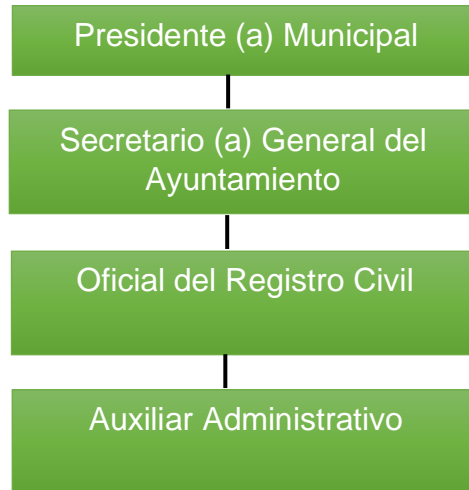 Presidente (a) Municipal
Secretario (a) General del
Ayuntamiento
Oficial del Registro Civil
Auxiliar Administrativo